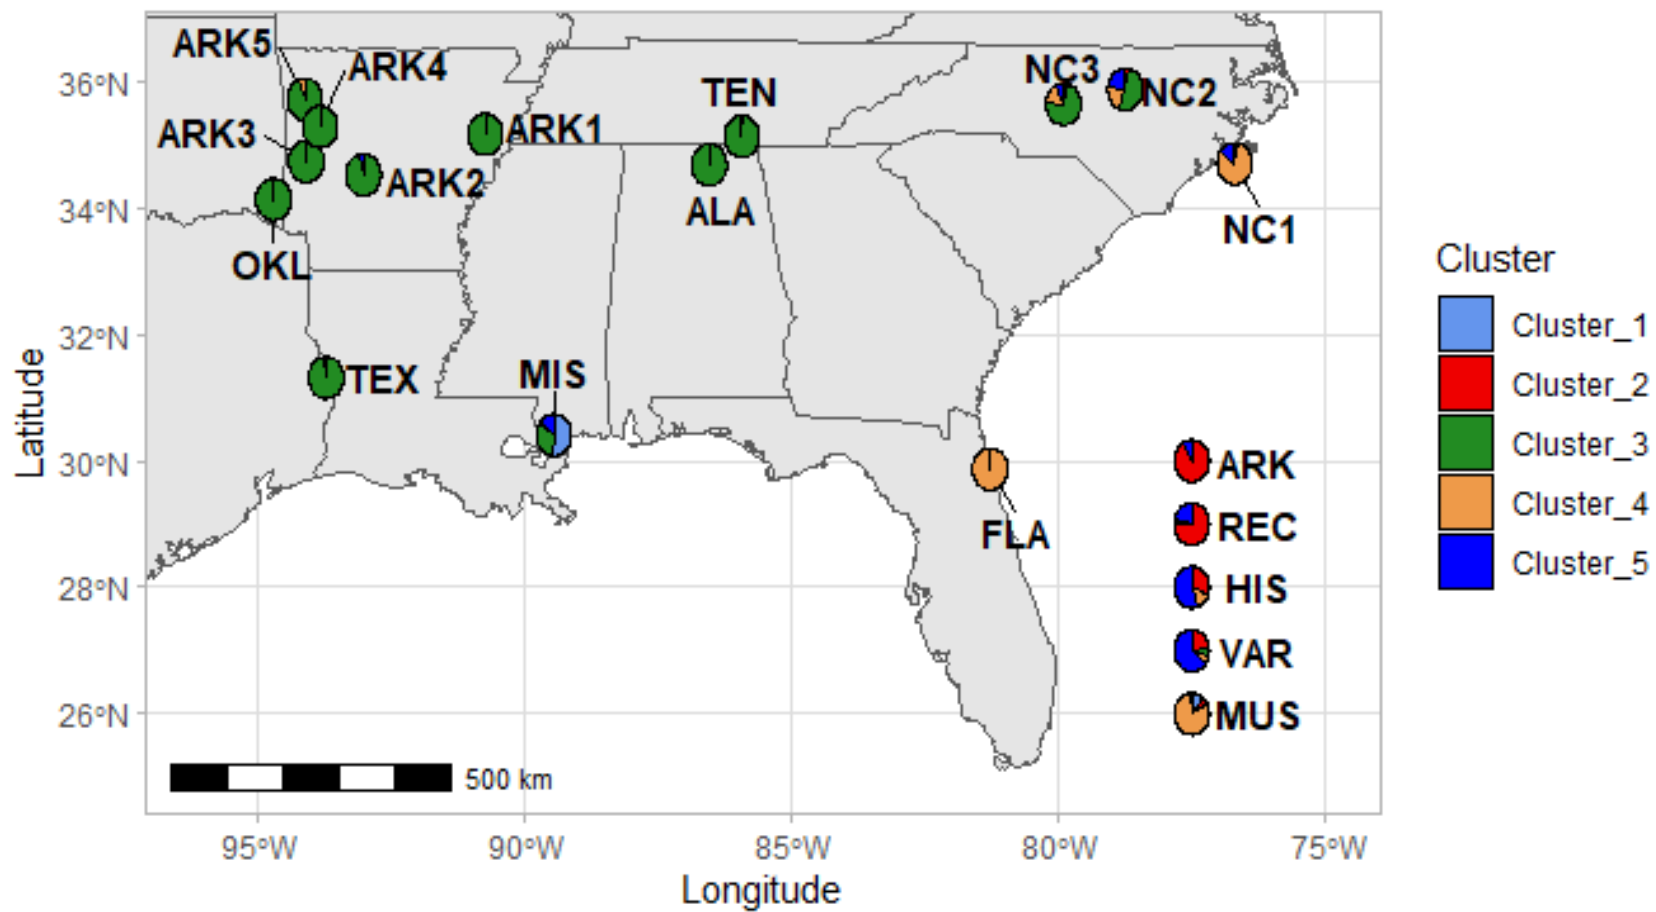 ARK5
ARK4
ARK3
ARK1
ARK2
OKL
TEN
ALA
NC3
NC2
NC1
TEX
MIS
FLA
ARK
REC
HIS
VAR
MUS
36°N
34°N
32°N
30°N
28°N
26°N
Latitude
500 km
95°W
90°W
85°W
80°W
75°W
Longitude
Cluster
Cluster_1
Cluster_2
Cluster_3
Cluster_4
Cluster_5